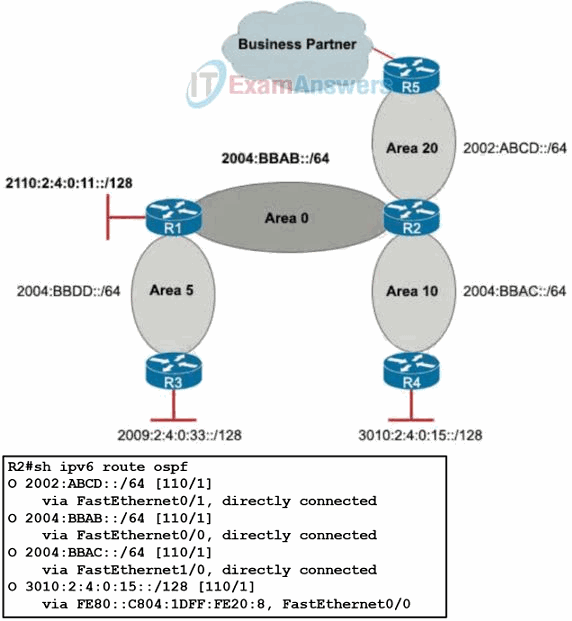 Business Partner
ITExamAnswers
R5
Area 20
2002:ABCD::/64
2004:BBAB::/64
2110:2:4:0:11::/128
R1
Area 0
R2
2004:BBDD::/64
Area 5
Area 10
2004:BBAC::/64
R3
R4
2009:2:4:0:33::/128
3010:2:4:0:15::/128
R2#sh ipv6 route ospf
O 2002:ABCD::/64 [110/1]
via FastEthernet0/1, directly connected
O 2004:BBAB::/64 [110/1]
via FastEthernet0/0, directly connected
O 2004:BBAC::/64 [110/1]
via FastEthernet1/0, directly connected
O 3010:2:4:0:15::/128 [110/1]
via FE80::C804:1DFF:FE20:8, FastEthernet0/0